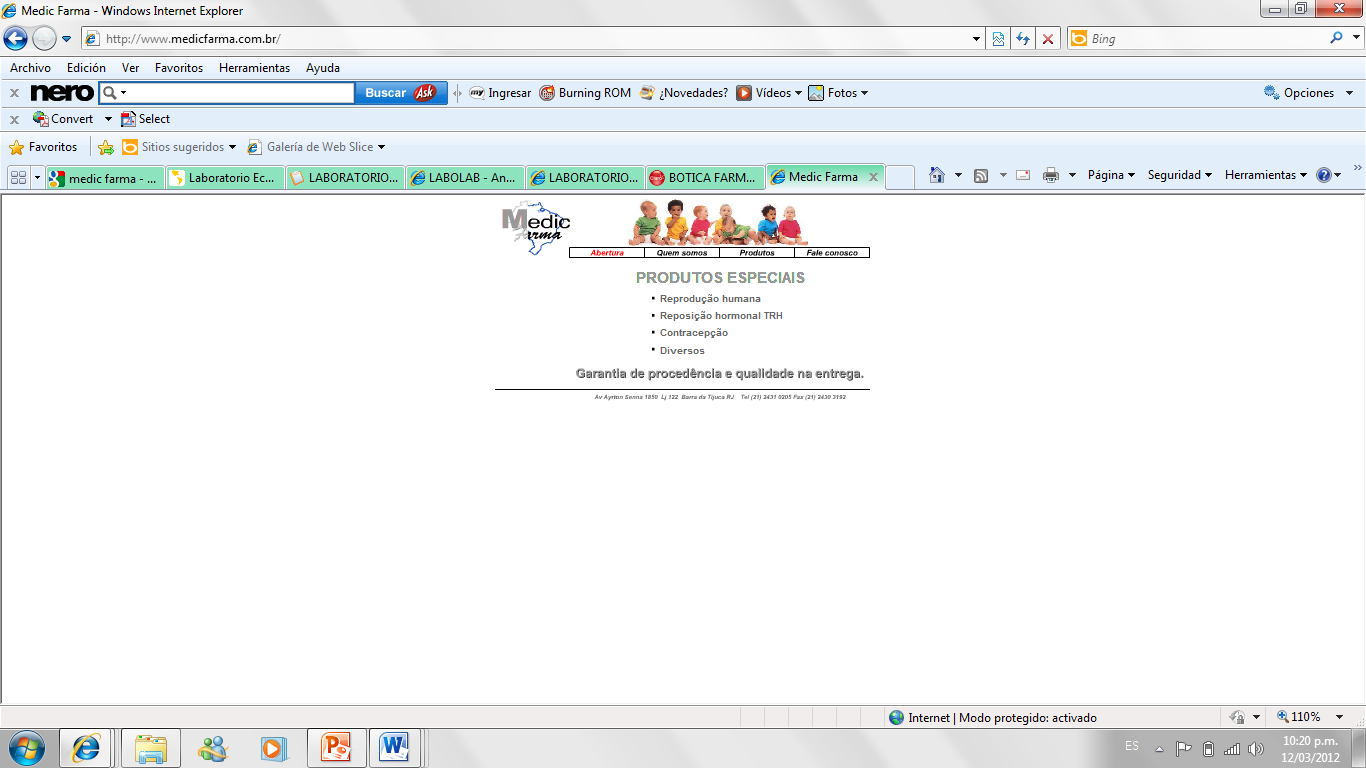 Medic Farma - Windows Internet Explorer
http://www.medicfarma.com.br/
Bing
Archivo Edición Ver Favoritos Herramientas Ayuda
nero Buscar Ask my Ingresar Burning ROM ¿Novedades? Vídeos Fotos Opciones
Convert Select
Favoritos Sitios sugeridos Galería de Web Slice
medic farma - ... Laboratorio Ec... LABORATORIO... LABOLAB - An... LABORATORIO... BOTICA FARM... Medic Farma Página Seguridad Herramientas
Medic
Farma
Abertura Quem somos Produtos Fale conosco
PRODUTOS ESPECIAIS
Reprodução humana
Reposição hormonal TRH
Contracepção
Diversos
Garantia de procedência e qualidade na entrega.
Av Ayrton Senna 1850 Lj 122 Barra da Tijuca RJ Tel (21) 2431 0205 Fax (21) 2430 3192
Internet | Modo protegido: activado 110%
ES 10:20 p.m.
12/03/2012